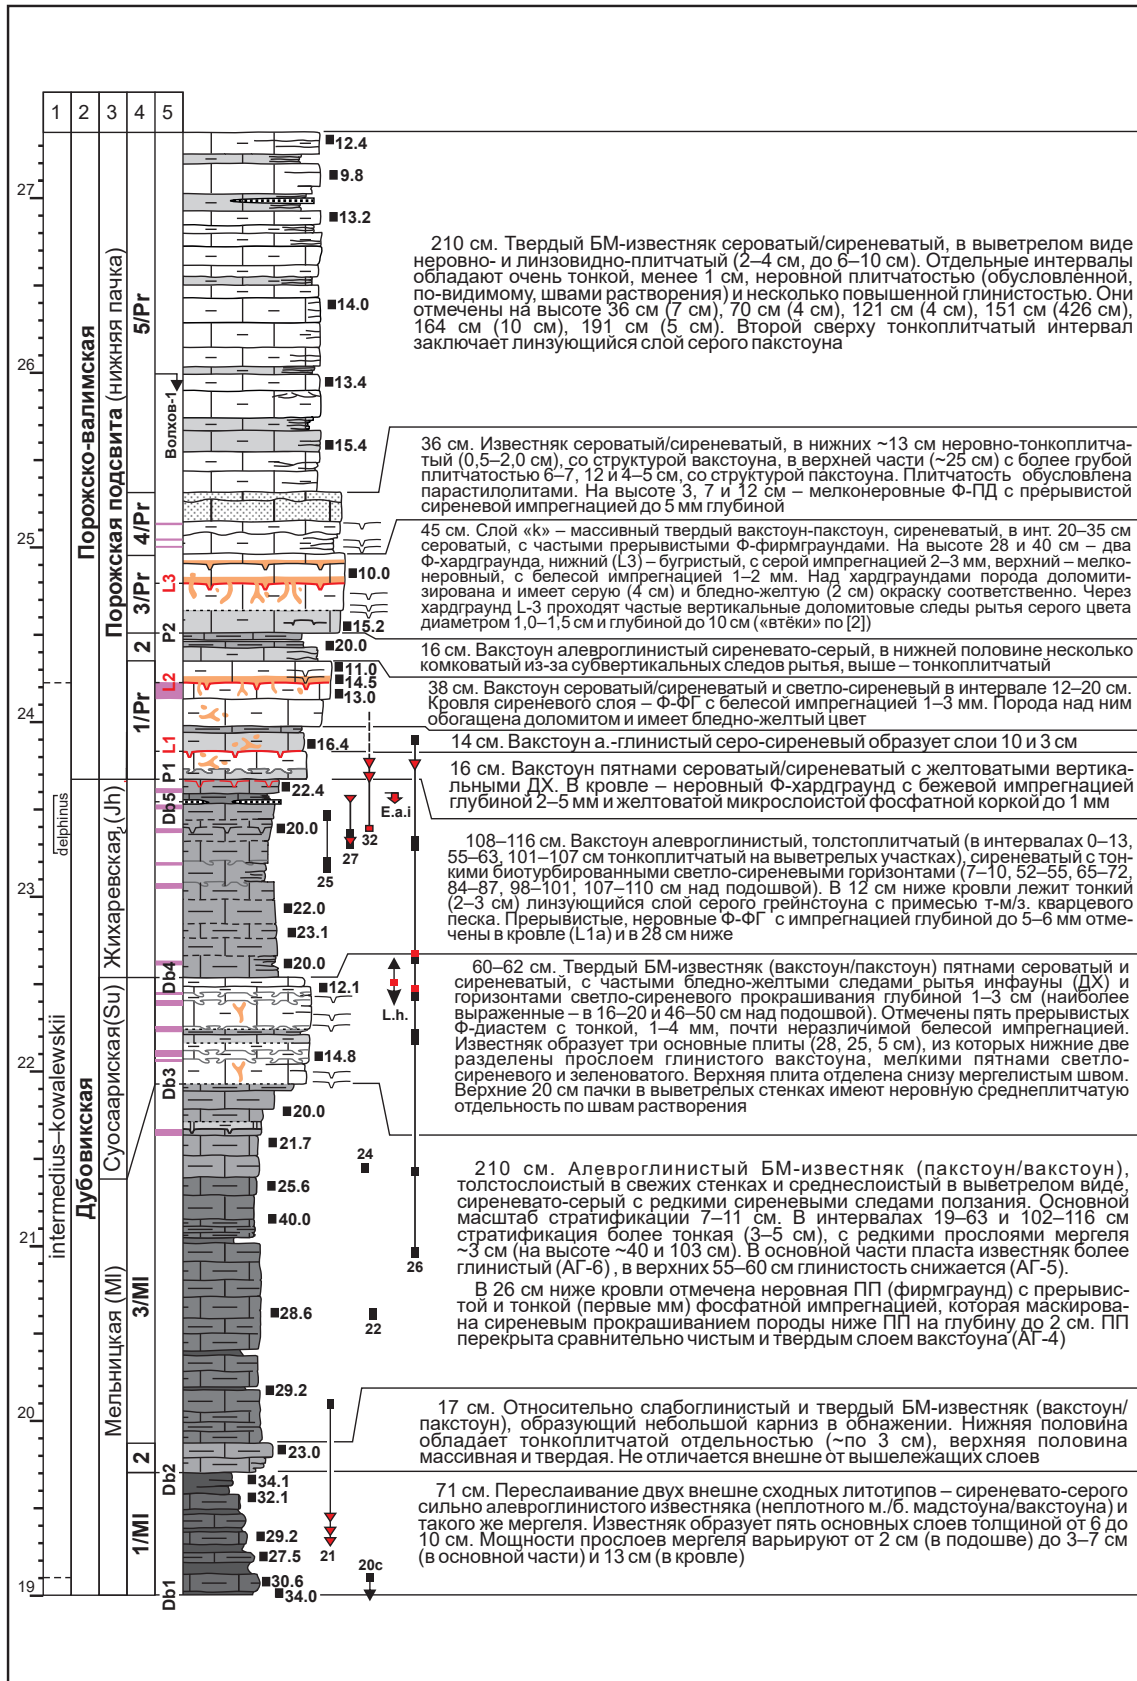 1 2 3 4 5
27
26
25
24
23
22
21
20
19
intermedius–kowalewskii
delphinus
Порожско-валимская
Дубовикская
Порожская подсвита (нижняя пачка)
Жихаревская (Jh)
Суосаариская(Su)
Мельницкая (Ml)
5/Pr
4/Pr
3/Pr
2
1/Pr
3/Ml
2
1/Ml
Волхов-1
L3
P2
L2
L1
P1
Db5
Db4
Db3
Db2
Db1
12.4
9.8
13.2
14.0
13.4
15.4
10.0
15.2
20.0
11.0
14.5
13.0
16.4
22.4
20.0
22.0
23.1
20.0
12.1
14.8
20.0
21.7
25.6
40.0
28.6
29.2
23.0
34.1
32.1
29.2
27.5
30.6
34.0
E.a.i
32
27
25
L.h.
24
26
22
21
20c
210 см. Твердый БМ-известняк сероватый/сиреневатый, в выветрелом виде
неровно- и линзовидно-плитчатый (2–4 см, до 6–10 см). Отдельные интервалы
обладают очень тонкой, менее 1 см, неровной плитчатостью (обусловленной,
по-видимому, швами растворения) и несколько повышенной глинистостью. Они
отмечены на высоте 36 см (7 см), 70 см (4 см), 121 см (4 см), 151 см (426 см),
164 см (10 см), 191 см (5 см). Второй сверху тонкоплитчатый интервал
заключает линзующийся слой серого пакстоуна
36 см. Известняк сероватый/сиреневатый, в нижних ~13 см неровно-тонкоплитча-
тый (0,5–2,0 см), со структурой вакстоуна, в верхней части (~25 см) с более грубой
плитчатостью 6–7, 12 и 4–5 см, со структурой пакстоуна. Плитчатость обусловлена
парастилолитами. На высоте 3, 7 и 12 см – мелконеровные Ф-ПД с прерывистой
сиреневой импрегнацией до 5 мм глубиной
45 см. Слой «k» – массивный твердый вакстоун-пакстоун, сиреневатый, в инт. 20–35 см
сероватый, с частыми прерывистыми Ф-фирмграундами. На высоте 28 и 40 см – два
Ф-хардграунда, нижний (L3) – бугристый, с серой импрегнацией 2–3 мм, верхний – мелко-
неровный, с белесой импрегнацией 1–2 мм. Над хардграундами порода доломити-
зирована и имеет серую (4 см) и бледно-желтую (2 см) окраску соответственно. Через
хардграунд L-3 проходят частые вертикальные доломитовые следы рытья серого цвета
диаметром 1,0–1,5 см и глубиной до 10 см («втёки» по [2])
16 см. Вакстоун алевроглинистый сиреневато-серый, в нижней половине несколько
комковатый из-за субвертикальных следов рытья, выше – тонкоплитчатый
38 см. Вакстоун сероватый/сиреневатый и светло-сиреневый в интервале 12–20 см.
Кровля сиреневого слоя – Ф-ФГ с белесой импрегнацией 1–3 мм. Порода над ним
обогащена доломитом и имеет бледно-желтый цвет
14 см. Вакстоун а.-глинистый серо-сиреневый образует слои 10 и 3 см
16 см. Вакстоун пятнами сероватый/сиреневатый с желтоватыми вертика-
льными ДХ. В кровле – неровный Ф-хардграунд с бежевой импрегнацией
глубиной 2–5 мм и желтоватой микрослоистой фосфатной коркой до 1 мм
108–116 см. Вакстоун алевроглинистый, толстоплитчатый (в интервалах 0–13,
55–63, 101–107 см тонкоплитчатый на выветрелых участках), сиреневатый с тон-
кими биотурбированными светло-сиреневыми горизонтами (7–10, 52–55, 65–72,
84–87, 98–101, 107–110 см над подошвой). В 12 см ниже кровли лежит тонкий
(2–3 см) линзующийся слой серого грейнстоуна с примесью т-м/з. кварцевого
песка. Прерывистые, неровные Ф-ФГ с импрегнацией глубиной до 5–6 мм отме-
чены в кровле (L1a) и в 28 см ниже
60–62 см. Твердый БМ-известняк (вакстоун/пакстоун) пятнами сероватый и
сиреневатый, с частыми бледно-желтыми следами рытья инфауны (ДХ) и
горизонтами светло-сиреневого прокрашивания глубиной 1–3 см (наиболее
выраженные – в 16–20 и 46–50 см над подошвой). Отмечены пять прерывистых
Ф-диастем с тонкой, 1–4 мм, почти неразличимой белесой импрегнацией.
Известняк образует три основные плиты (28, 25, 5 см), из которых нижние две
разделены прослоем глинистого вакстоуна, мелкими пятнами светло-
сиреневого и зеленоватого. Верхняя плита отделена снизу мергелистым швом.
Верхние 20 см пачки в выветрелых стенках имеют неровную среднеплитчатую
отдельность по швам растворения
210 см. Алевроглинистый БМ-известняк (пакстоун/вакстоун),
толстослоистый в свежих стенках и среднеслоистый в выветрелом виде,
сиреневато-серый с редкими сиреневыми следами ползания. Основной
масштаб стратификации 7–11 см. В интервалах 19–63 и 102–116 см
стратификация более тонкая (3–5 см), с редкими прослоями мергеля
~3 см (на высоте ~40 и 103 см). В основной части пласта известняк более
глинистый (АГ-6) , в верхних 55–60 см глинистость снижается (АГ-5).
В 26 см ниже кровли отмечена неровная ПП (фирмграунд) с прерывис-
той и тонкой (первые мм) фосфатной импрегнацией, которая маскирова-
на сиреневым прокрашиванием породы ниже ПП на глубину до 2 см. ПП
перекрыта сравнительно чистым и твердым слоем вакстоуна (АГ-4)
17 см. Относительно слабоглинистый и твердый БМ-известняк (вакстоун/
пакстоун), образующий небольшой карниз в обнажении. Нижняя половина
обладает тонкоплитчатой отдельностью (~по 3 см), верхняя половина
массивная и твердая. Не отличается внешне от вышележащих слоев
71 см. Переслаивание двух внешне сходных литотипов – сиреневато-серого
сильно алевроглинистого известняка (неплотного м./б. мадстоуна/вакстоуна) и
такого же мергеля. Известняк образует пять основных слоев толщиной от 6 до
10 см. Мощности прослоев мергеля варьируют от 2 см (в подошве) до 3–7 см
(в основной части) и 13 см (в кровле)